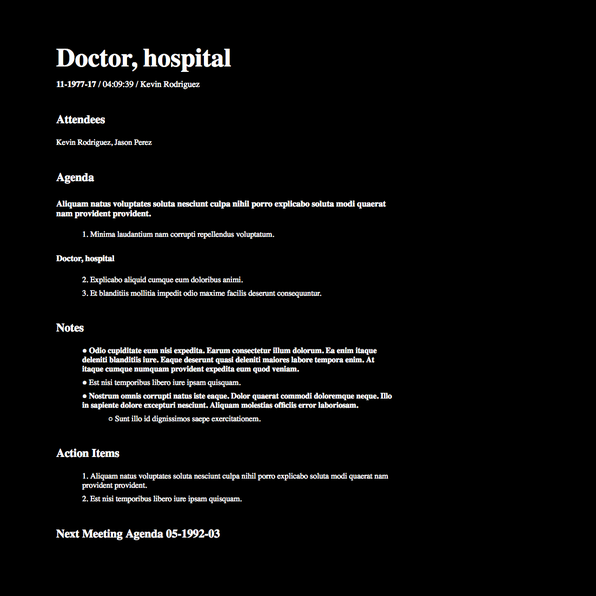 Doctor, hospital
11-1977-17 / 04:09:39 / Kevin Rodriguez
Attendees
Kevin Rodriguez, Jason Perez
Agenda
Aliquam natus voluptates soluta nesciunt culpa nihil porro explicabo soluta modi quaerat
nam provident provident.
1. Minima laudantium nam corrupti repellendus voluptatum.
Doctor, hospital
2. Explicabo aliquid cumque eum doloribus animi.
3. Et blanditiis mollitia impedit odio maxime facilis deserunt consequuntur.
Notes
● Odio cupiditate eum nisi expedita. Earum consectetur illum dolorum. Ea enim itaque
deleniti blanditiis iure. Eaque deserunt quasi deleniti maiores labore tempora enim. At
itaque cumque numquam provident expedita eum quod veniam.
● Est nisi temporibus libero iure ipsam quisquam.
● Nostrum omnis corrupti natus iste eaque. Dolor quaerat commodi doloremque neque. Illo
in sapiente dolore excepturi nesciunt. Aliquam molestias officiis error laboriosam.
○ Sunt illo id dignissimos saepe exercitationem.
Action Items
1. Aliquam natus voluptates soluta nesciunt culpa nihil porro explicabo soluta modi quaerat nam
provident provident.
2. Est nisi temporibus libero iure ipsam quisquam.
Next Meeting Agenda 05-1992-03